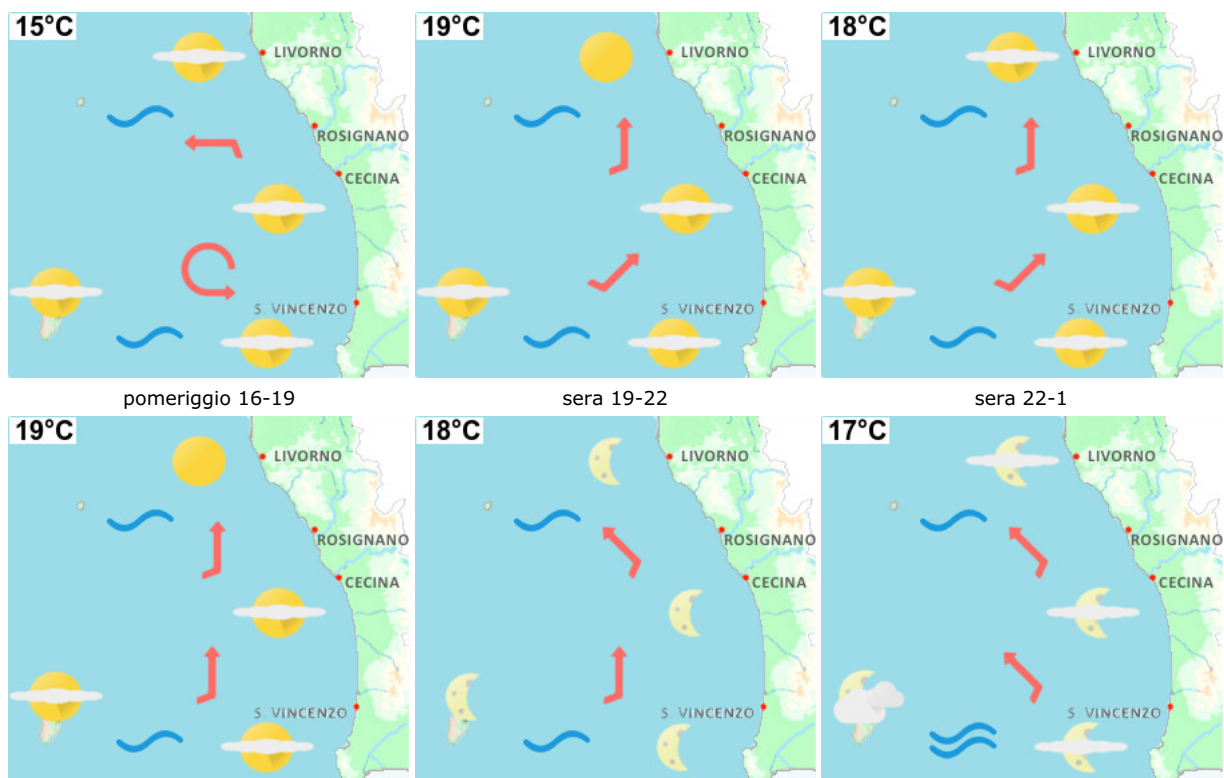 15°C
LIVORNO
ROSIGNANO
CECINA
S. VINCENZO
19°C
LIVORNO
ROSIGNANO
CECINA
S. VINCENZO
18°C
LIVORNO
ROSIGNANO
CECINA
S. VINCENZO
pomeriggio 16-19
sera 19-22
sera 22-1
19°C
LIVORNO
ROSIGNANO
CECINA
S. VINCENZO
18°C
LIVORNO
ROSIGNANO
CECINA
S. VINCENZO
17°C
LIVORNO
ROSIGNANO
CECINA
S. VINCENZO